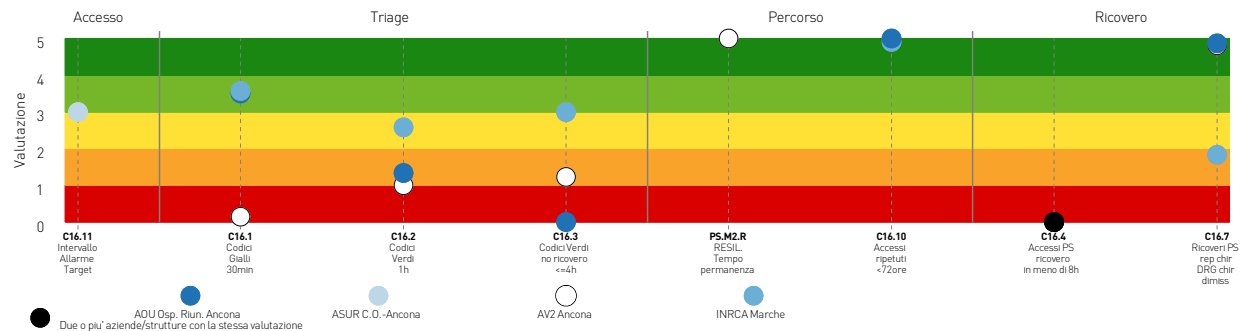 Accesso
Triage
Percorso
Ricovero
Valutazione
5
4
3
2
1
0
C16.11
Intervallo
Allarme
Target
C16.1
Codici
Gialli
30min
C16.2
Codici
Verdi
1h
C16.3
Codici Verdi
no ricovero
<=4h
PS.M2.R
RESIL.
Tempo
permanenza
C16.10
Accessi
ripetuti
<72ore
C16.4
Accessi PS
ricovero
in meno di 8h
C16.7
Ricoveri PS
rep chir
DRG chir
dimiss
AOU Osp. Riun. Ancona
ASUR C.O.-Ancona
AV2 Ancona
INRCA Marche
Due o piu' aziende/strutture con la stessa valutazione